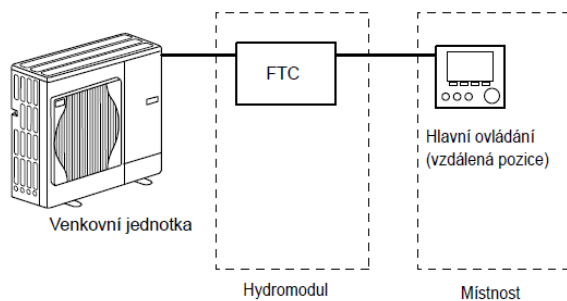 FTC
Hlavní ovládání
(vzdálená pozice)
Venkovní jednotka
Hydromodul
Místnost